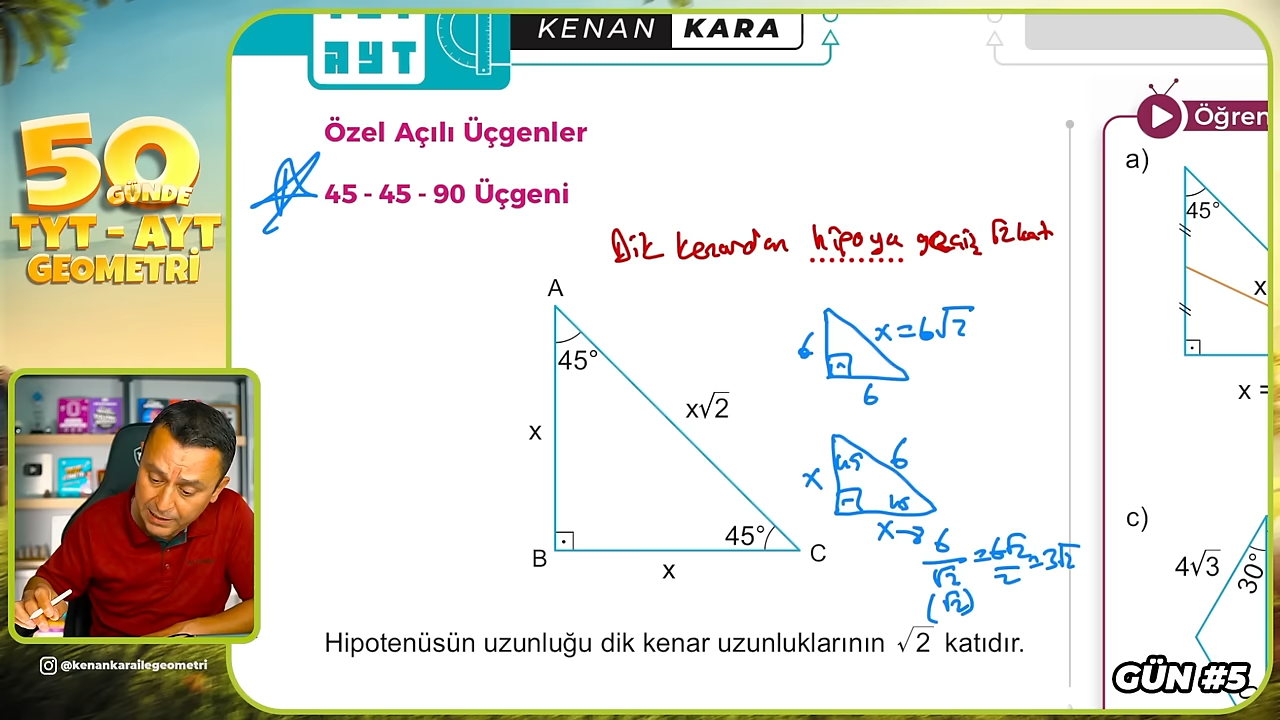 50
GÜNDE
TYT - AYT
GEOMETRİ
AYT
KENAN KARA
Özel Açılı Üçgenler
45 - 45 - 90 Üçgeni
Dik kenardan hipoya geçiş √2 kat
A
45°
x
x√2
B
45°
C
x
6
x=6√2
6
45
6
x
45
x→ 6/√2 = 6√2/2 = 3√2
(√2)
Hipotenüsün uzunluğu dik kenar uzunluklarının √2 katıdır.
Öğren
a)
45°
x
x =
c)
4√3
30°
@kenankarailegeometri
GÜN #5